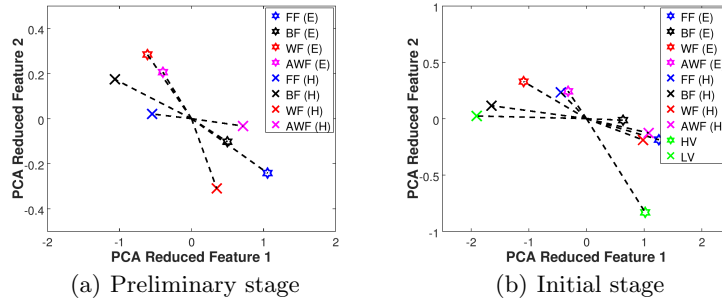 0.4
0.2
0
-0.2
-0.4
-2
-1
0
1
2
PCA Reduced Feature 2
PCA Reduced Feature 1
FF (E)
BF (E)
WF (E)
AWF (E)
FF (H)
BF (H)
WF (H)
AWF (H)
(a) Preliminary stage
1
0.5
0
-0.5
-1
-2
-1
0
1
2
PCA Reduced Feature 2
PCA Reduced Feature 1
FF (E)
BF (E)
WF (E)
AWF (E
FF (H)
BF (H)
WF (H)
AWF (H
HV
LV
(b) Initial stage